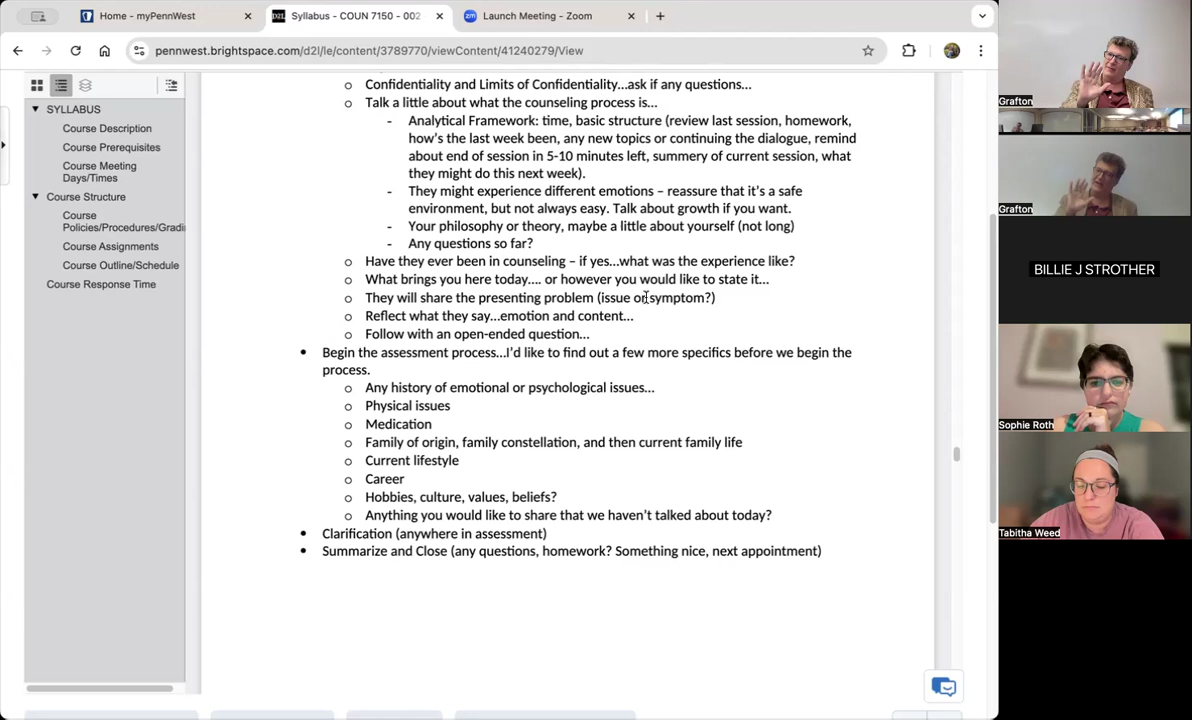 Home - myPennWest
Syllabus - COUN 7150 - 002
Launch Meeting - Zoom
pennwest.brightspace.com/d2l/le/content/3789770/viewContent/41240279/View
SYLLABUS
Course Description
Course Prerequisites
Course Meeting
Days/Times
Course Structure
Course
Policies/Procedures/Gradi
Course Assignments
Course Outline/Schedule
Course Response Time
o Confidentiality and Limits of Confidentiality...ask if any questions...
o Talk a little about what the counseling process is...
- Analytical Framework: time, basic structure (review last session, homework,
how's the last week been, any new topics or continuing the dialogue, remind
about end of session in 5-10 minutes left, summery of current session, what
they might do this next week).
- They might experience different emotions – reassure that it's a safe
environment, but not always easy. Talk about growth if you want.
- Your philosophy or theory, maybe a little about yourself (not long)
- Any questions so far?
o Have they ever been in counseling – if yes...what was the experience like?
o What brings you here today.... or however you would like to state it...
o They will share the presenting problem (issue or symptom?)
o Reflect what they say...emotion and content...
o Follow with an open-ended question...
• Begin the assessment process...I'd like to find out a few more specifics before we begin the
process.
o Any history of emotional or psychological issues...
o Physical issues
o Medication
o Family of origin, family constellation, and then current family life
o Current lifestyle
o Career
o Hobbies, culture, values, beliefs?
o Anything you would like to share that we haven't talked about today?
• Clarification (anywhere in assessment)
• Summarize and Close (any questions, homework? Something nice, next appointment)
Grafton
Grafton
BILLIE J STROTHER
Sophie Roth
Tabitha Weed